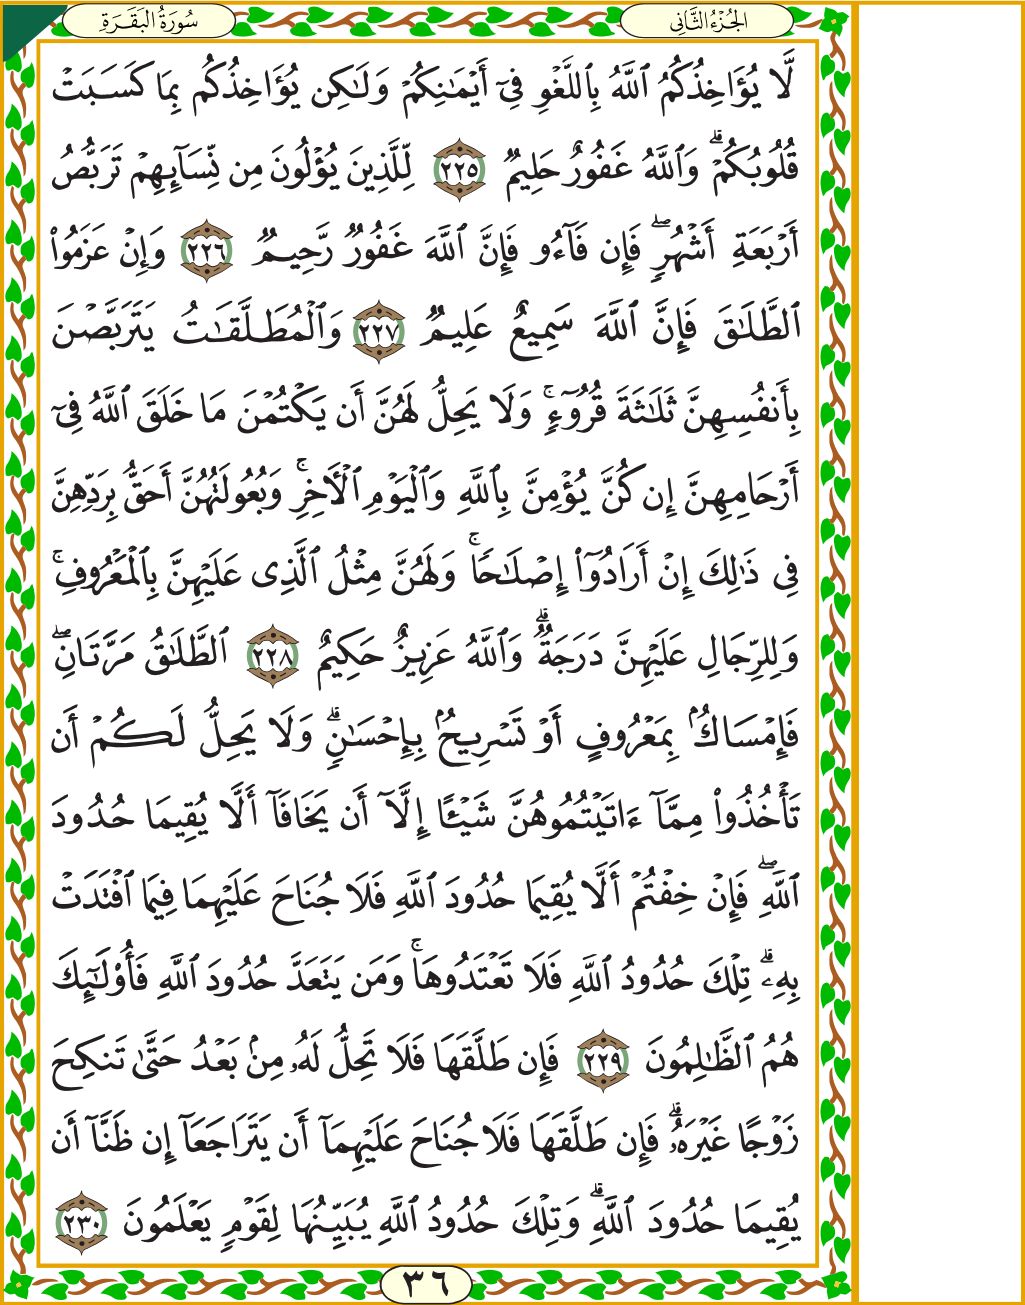 الجُزْءُ الثَّانِي
سُورَةُ البَقَرَةِ
لَّا يُؤَاخِذُكُمُ ٱللَّهُ بِٱللَّغْوِ فِىٓ أَيْمَٰنِكُمْ وَلَٰكِن يُؤَاخِذُكُم بِمَا كَسَبَتْ
قُلُوبُكُمْ ۗ وَٱللَّهُ غَفُورٌ حَلِيمٌ ٢٢٥ لِّلَّذِينَ يُؤْلُونَ مِن نِّسَآئِهِمْ تَرَبُّصُ
أَرْبَعَةِ أَشْهُرٍ ۖ فَإِن فَآءُو فَإِنَّ ٱللَّهَ غَفُورٌ رَّحِيمٌ ٢٢٦ وَإِنْ عَزَمُوا۟
ٱلطَّلَٰقَ فَإِنَّ ٱللَّهَ سَمِيعٌ عَلِيمٌ ٢٢٧ وَٱلْمُطَلَّقَٰتُ يَتَرَبَّصْنَ
بِأَنفُسِهِنَّ ثَلَٰثَةَ قُرُوٓءٍ ۚ وَلَا يَحِلُّ لَهُنَّ أَن يَكْتُمْنَ مَا خَلَقَ ٱللَّهُ فِىٓ
أَرْحَامِهِنَّ إِن كُنَّ يُؤْمِنَّ بِٱللَّهِ وَٱلْيَوْمِ ٱلْءَاخِرِ ۚ وَبُعُولَتُهُنَّ أَحَقُّ بِرَدِّهِنَّ
فِى ذَٰلِكَ إِنْ أَرَادُوٓا۟ إِصْلَٰحًا ۚ وَلَهُنَّ مِثْلُ ٱلَّذِى عَلَيْهِنَّ بِٱلْمَعْرُوفِ ۚ
وَلِلرِّجَالِ عَلَيْهِنَّ دَرَجَةٌ ۗ وَٱللَّهُ عَزِيزٌ حَكِيمٌ ٢٢٨ ٱلطَّلَٰقُ مَرَّتَانِ ۖ
فَإِمْسَاكٌۢ بِمَعْرُوفٍ أَوْ تَسْرِيحٌۢ بِإِحْسَٰنٍ ۗ وَلَا يَحِلُّ لَكُمْ أَن
تَأْخُذُوا۟ مِمَّآ ءَاتَيْتُمُوهُنَّ شَيْـًٔا إِلَّآ أَن يَخَافَآ أَلَّا يُقِيمَا حُدُودَ
ٱللَّهِ ۖ فَإِنْ خِفْتُمْ أَلَّا يُقِيمَا حُدُودَ ٱللَّهِ فَلَا جُنَاحَ عَلَيْهِمَا فِيمَا ٱفْتَدَتْ
بِهِۦ ۗ تِلْكَ حُدُودُ ٱللَّهِ فَلَا تَعْتَدُوهَا ۚ وَمَن يَتَعَدَّ حُدُودَ ٱللَّهِ فَأُو۟لَٰٓئِكَ
هُمُ ٱلظَّٰلِمُونَ ٢٢٩ فَإِن طَلَّقَهَا فَلَا تَحِلُّ لَهُۥ مِنۢ بَعْدُ حَتَّىٰ تَنكِحَ
زَوْجًا غَيْرَهُۥ ۗ فَإِن طَلَّقَهَا فَلَا جُنَاحَ عَلَيْهِمَآ أَن يَتَرَاجَعَآ إِن ظَنَّآ أَن
يُقِيمَا حُدُودَ ٱللَّهِ ۗ وَتِلْكَ حُدُودُ ٱللَّهِ يُبَيِّنُهَا لِقَوْمٍ يَعْلَمُونَ ٢٣٠
٣٦